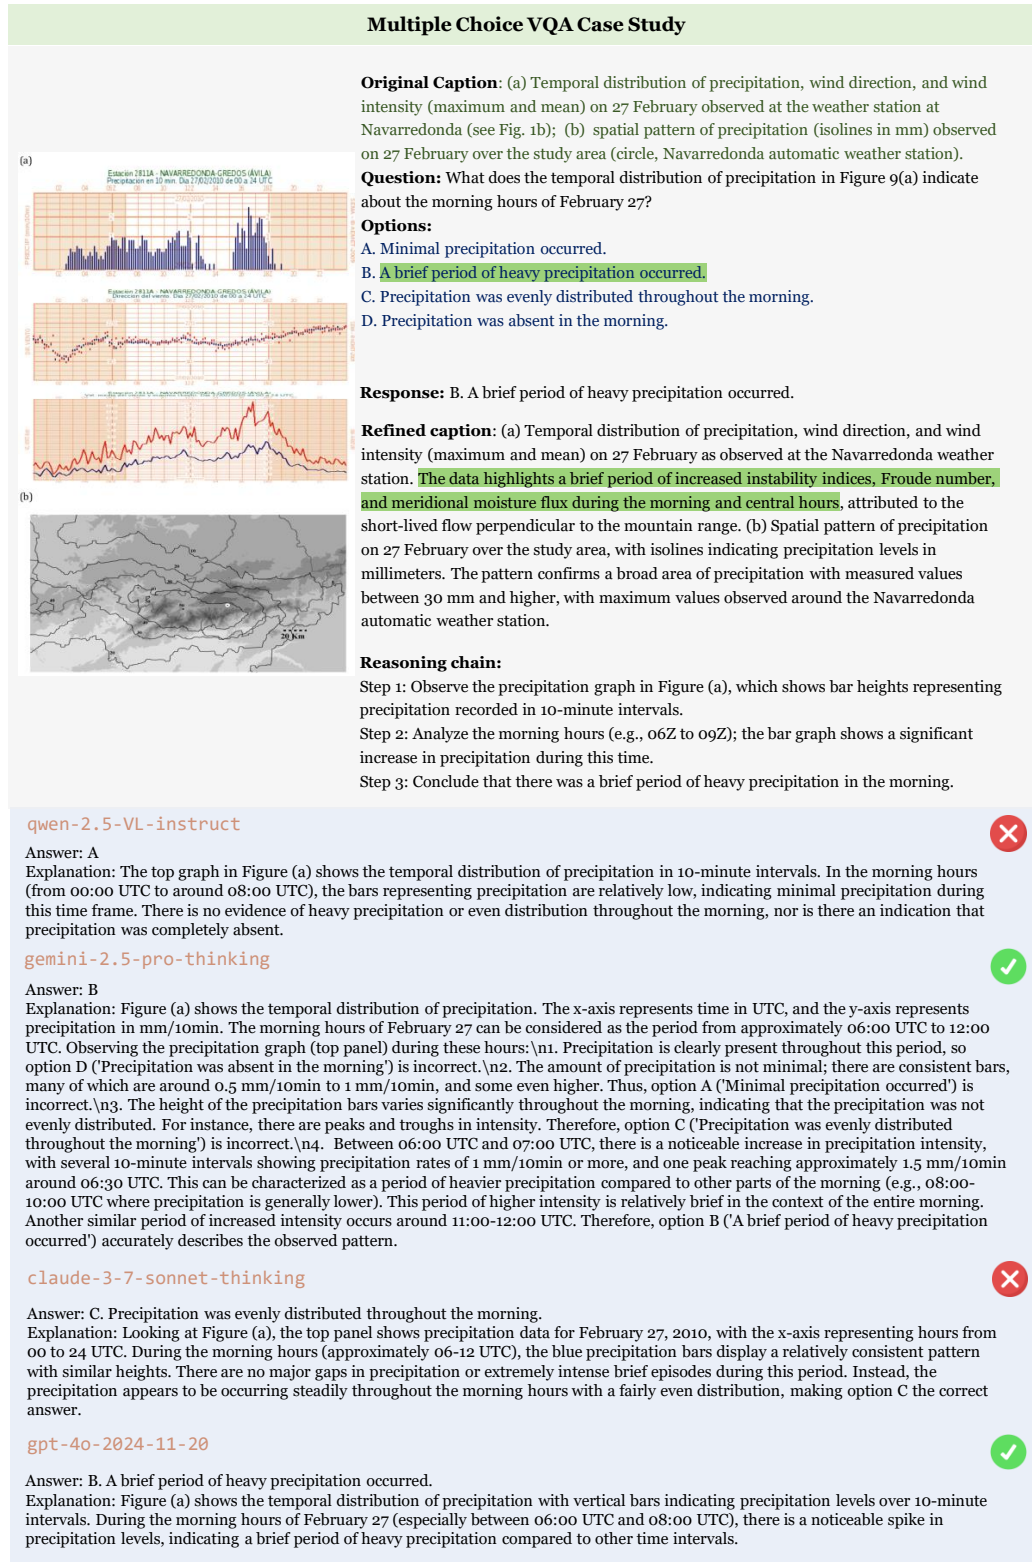 Multiple Choice VQA Case Study
(a)
Estación 2811A - NAVARREDONDA-GREDOS (ÁVILA)
Precipitación en 10 min. Dia 27/02/2010 de 00 a 24 UTC
Estación 2811A - NAVARREDONDA-GREDOS (ÁVILA)
Dirección del viento. Dia 27/02/2010 de 00 a 24 UTC
Estación 2811A - NAVARREDONDA-GREDOS (ÁVILA)
(b)
20 Km
Original Caption: (a) Temporal distribution of precipitation, wind direction, and wind
intensity (maximum and mean) on 27 February observed at the weather station at
Navarredonda (see Fig. 1b); (b) spatial pattern of precipitation (isolines in mm) observed
on 27 February over the study area (circle, Navarredonda automatic weather station).
Question: What does the temporal distribution of precipitation in Figure 9(a) indicate
about the morning hours of February 27?
Options:
A. Minimal precipitation occurred.
B. A brief period of heavy precipitation occurred.
C. Precipitation was evenly distributed throughout the morning.
D. Precipitation was absent in the morning.
Response: B. A brief period of heavy precipitation occurred.
Refined caption: (a) Temporal distribution of precipitation, wind direction, and wind
intensity (maximum and mean) on 27 February as observed at the Navarredonda weather
station. The data highlights a brief period of increased instability indices, Froude number,
and meridional moisture flux during the morning and central hours, attributed to the
short-lived flow perpendicular to the mountain range. (b) Spatial pattern of precipitation
on 27 February over the study area, with isolines indicating precipitation levels in
millimeters. The pattern confirms a broad area of precipitation with measured values
between 30 mm and higher, with maximum values observed around the Navarredonda
automatic weather station.
Reasoning chain:
Step 1: Observe the precipitation graph in Figure (a), which shows bar heights representing
precipitation recorded in 10-minute intervals.
Step 2: Analyze the morning hours (e.g., 06Z to 09Z); the bar graph shows a significant
increase in precipitation during this time.
Step 3: Conclude that there was a brief period of heavy precipitation in the morning.
qwen-2.5-VL-instruct
Answer: A
Explanation: The top graph in Figure (a) shows the temporal distribution of precipitation in 10-minute intervals. In the morning hours
(from 00:00 UTC to around 08:00 UTC), the bars representing precipitation are relatively low, indicating minimal precipitation during
this time frame. There is no evidence of heavy precipitation or even distribution throughout the morning, nor is there an indication that
precipitation was completely absent.
gemini-2.5-pro-thinking
Answer: B
Explanation: Figure (a) shows the temporal distribution of precipitation. The x-axis represents time in UTC, and the y-axis represents
precipitation in mm/10min. The morning hours of February 27 can be considered as the period from approximately 06:00 UTC to 12:00
UTC. Observing the precipitation graph (top panel) during these hours:\n1. Precipitation is clearly present throughout this period, so
option D ('Precipitation was absent in the morning') is incorrect.\n2. The amount of precipitation is not minimal; there are consistent bars,
many of which are around 0.5 mm/10min to 1 mm/10min, and some even higher. Thus, option A ('Minimal precipitation occurred') is
incorrect.\n3. The height of the precipitation bars varies significantly throughout the morning, indicating that the precipitation was not
evenly distributed. For instance, there are peaks and troughs in intensity. Therefore, option C ('Precipitation was evenly distributed
throughout the morning') is incorrect.\n4. Between 06:00 UTC and 07:00 UTC, there is a noticeable increase in precipitation intensity,
with several 10-minute intervals showing precipitation rates of 1 mm/10min or more, and one peak reaching approximately 1.5 mm/10min
around 06:30 UTC. This can be characterized as a period of heavier precipitation compared to other parts of the morning (e.g., 08:00-
10:00 UTC where precipitation is generally lower). This period of higher intensity is relatively brief in the context of the entire morning.
Another similar period of increased intensity occurs around 11:00-12:00 UTC. Therefore, option B ('A brief period of heavy precipitation
occurred') accurately describes the observed pattern.
claude-3-7-sonnet-thinking
Answer: C. Precipitation was evenly distributed throughout the morning.
Explanation: Looking at Figure (a), the top panel shows precipitation data for February 27, 2010, with the x-axis representing hours from
00 to 24 UTC. During the morning hours (approximately 06-12 UTC), the blue precipitation bars display a relatively consistent pattern
with similar heights. There are no major gaps in precipitation or extremely intense brief episodes during this period. Instead, the
precipitation appears to be occurring steadily throughout the morning hours with a fairly even distribution, making option C the correct
answer.
gpt-4o-2024-11-20
Answer: B. A brief period of heavy precipitation occurred.
Explanation: Figure (a) shows the temporal distribution of precipitation with vertical bars indicating precipitation levels over 10-minute
intervals. During the morning hours of February 27 (especially between 06:00 UTC and 08:00 UTC), there is a noticeable spike in
precipitation levels, indicating a brief period of heavy precipitation compared to other time intervals.